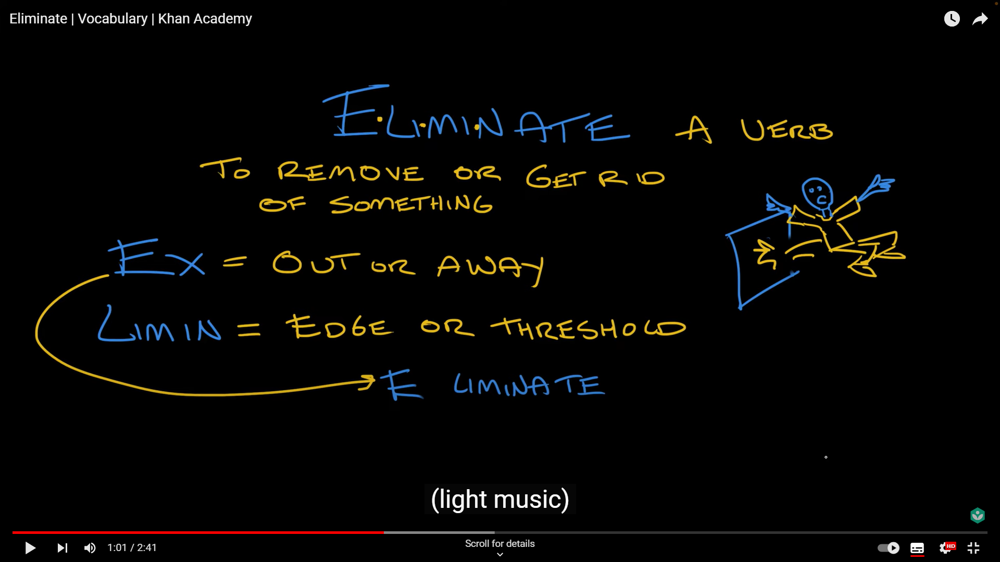 Eliminate | Vocabulary | Khan Academy
E·LI·MI·NATE A VERB
TO REMOVE OR GET RID
OF SOMETHING
EX = OUT OR AWAY
LIMIN = EDGE OR THRESHOLD
E LIMINATE
(light music)
1:01 / 2:41
Scroll for details
HD